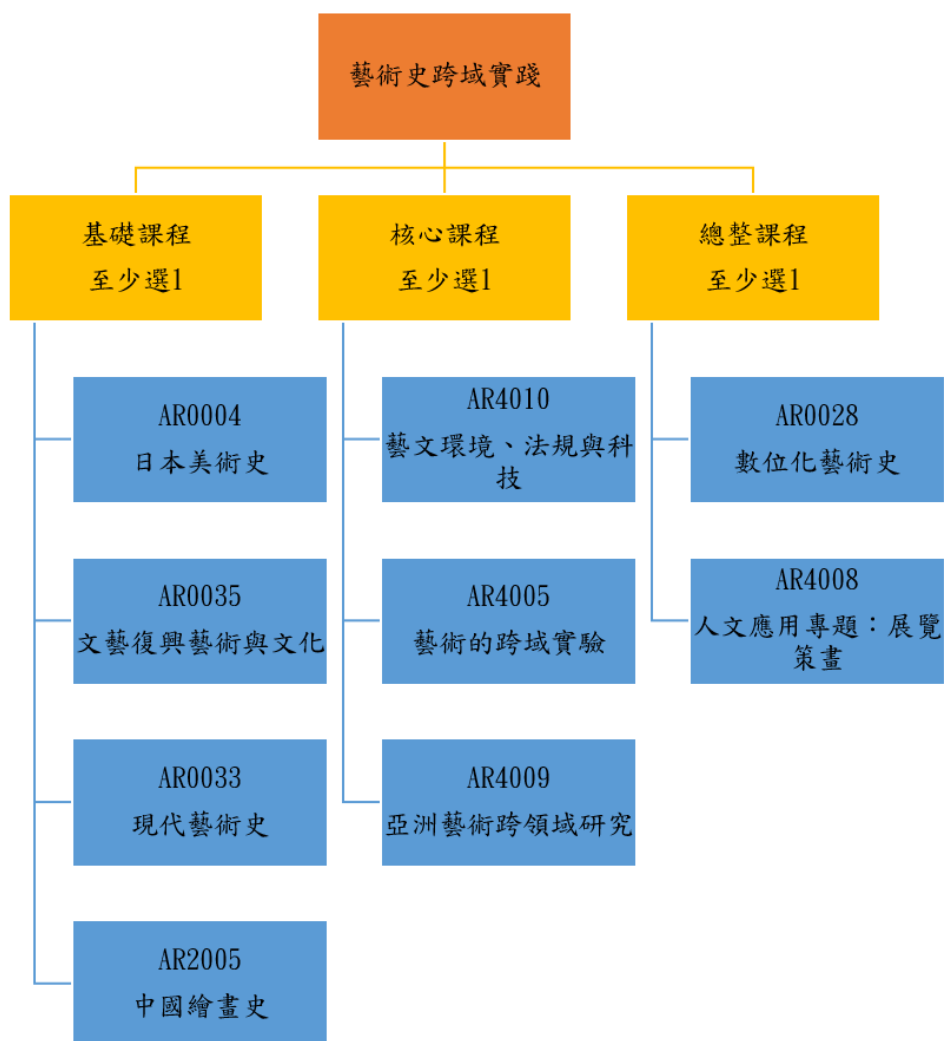 藝術史跨域實踐
基礎課程
至少選1
核心課程
至少選1
總整課程
至少選1
AR0004
日本美術史
AR0035
文藝復興藝術與文化
AR0033
現代藝術史
AR2005
中國繪畫史
AR4010
藝文環境、法規與科
技
AR4005
藝術的跨域實驗
AR4009
亞洲藝術跨領域研究
AR0028
數位化藝術史
AR4008
人文應用專題：展覽
策畫